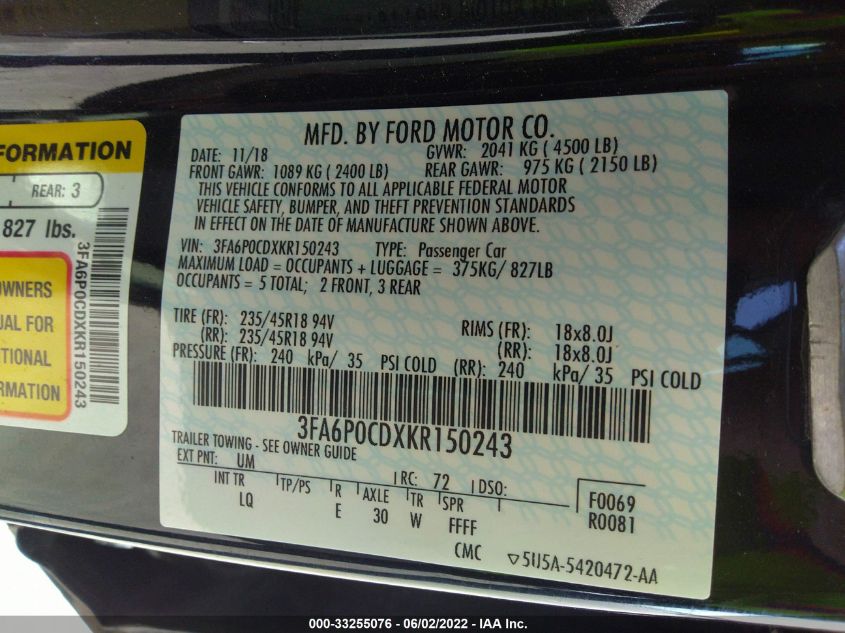 FORMATION
REAR: 3
827 lbs.
3FA6P0CDXKR150243
OWNERS
UAL FOR
TIONAL
MATION
MFD. BY FORD MOTOR CO.
DATE: 11/18 GVWR: 2041 KG ( 4500 LB)
FRONT GAWR: 1089 KG ( 2400 LB) REAR GAWR: 975 KG ( 2150 LB)
THIS VEHICLE CONFORMS TO ALL APPLICABLE FEDERAL MOTOR
VEHICLE SAFETY, BUMPER, AND THEFT PREVENTION STANDARDS
IN EFFECT ON THE DATE OF MANUFACTURE SHOWN ABOVE.
VIN: 3FA6P0CDXKR150243 TYPE: Passenger Car
MAXIMUM LOAD = OCCUPANTS + LUGGAGE = 375KG/ 827LB
OCCUPANTS = 5 TOTAL; 2 FRONT, 3 REAR
TIRE (FR): 235/45R18 94V RIMS (FR): 18x8.0J
(RR): 235/45R18 94V (RR): 18x8.0J
PRESSURE (FR): 240 kPa/ 35 PSI COLD (RR): 240 kPa/ 35 PSI COLD
3FA6P0CDXKR150243
TRAILER TOWING - SEE OWNER GUIDE
EXT PNT: UM RC: 72 DSO: F0069
INT TR TP/PS R AXLE TR SPR R0081
LQ E 30 W FFFF
CMC ▽5U5A-5420472-AA
000-33255076 - 06/02/2022 - IAA Inc.